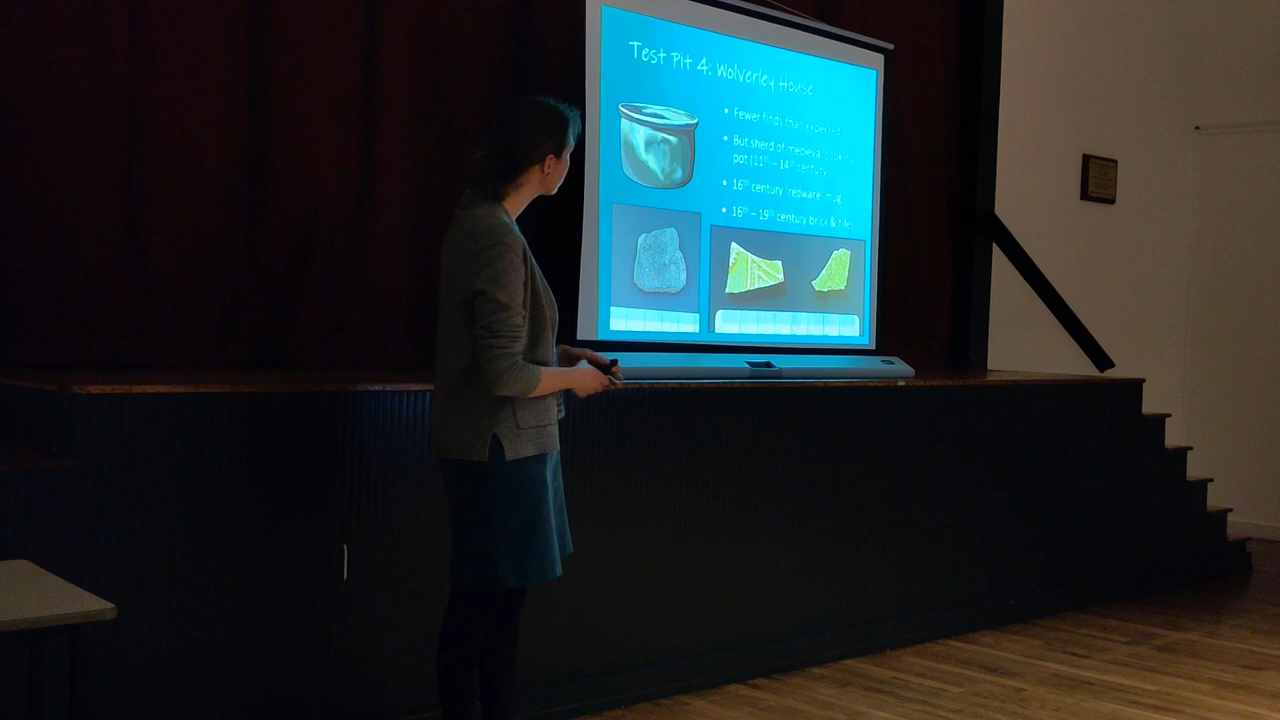 Test Pit 4: Wolverley House
• Fewer finds than expected
• But sherd of medieval cooking
pot (11th – 14th century)
• 16th century 'redware' mug
• 16th – 19th century brick & tiles